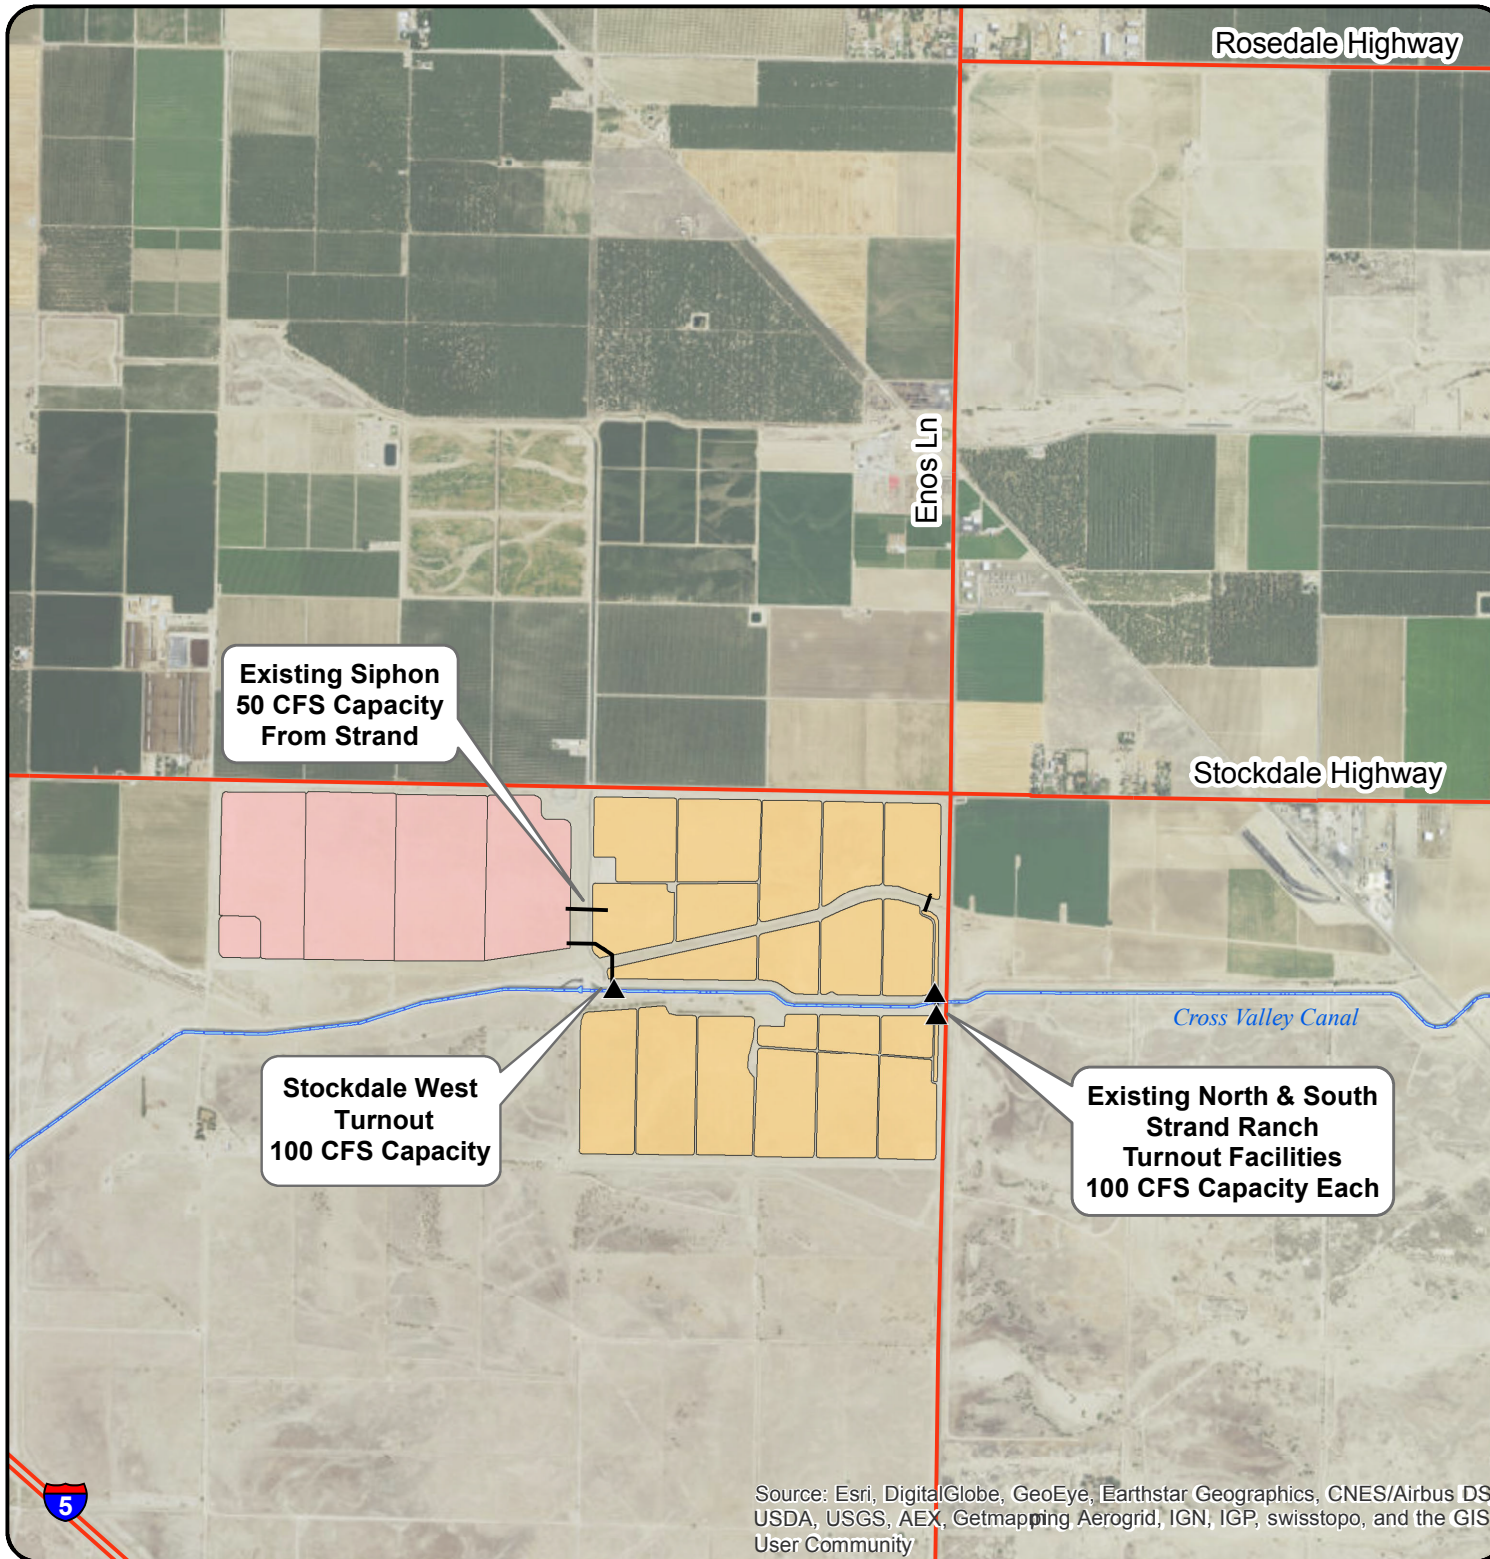 Rosedale Highway
Enos Ln
Existing Siphon
50 CFS Capacity
From Strand
Stockdale Highway
Cross Valley Canal
Stockdale West
Turnout
100 CFS Capacity
Existing North & South
Strand Ranch
Turnout Facilities
100 CFS Capacity Each
5
Source: Esri, DigitalGlobe, GeoEye, Earthstar Geographics, CNES/Airbus DS
USDA, USGS, AEX, Getmapping Aerogrid, IGN, IGP, swisstopo, and the GIS
User Community